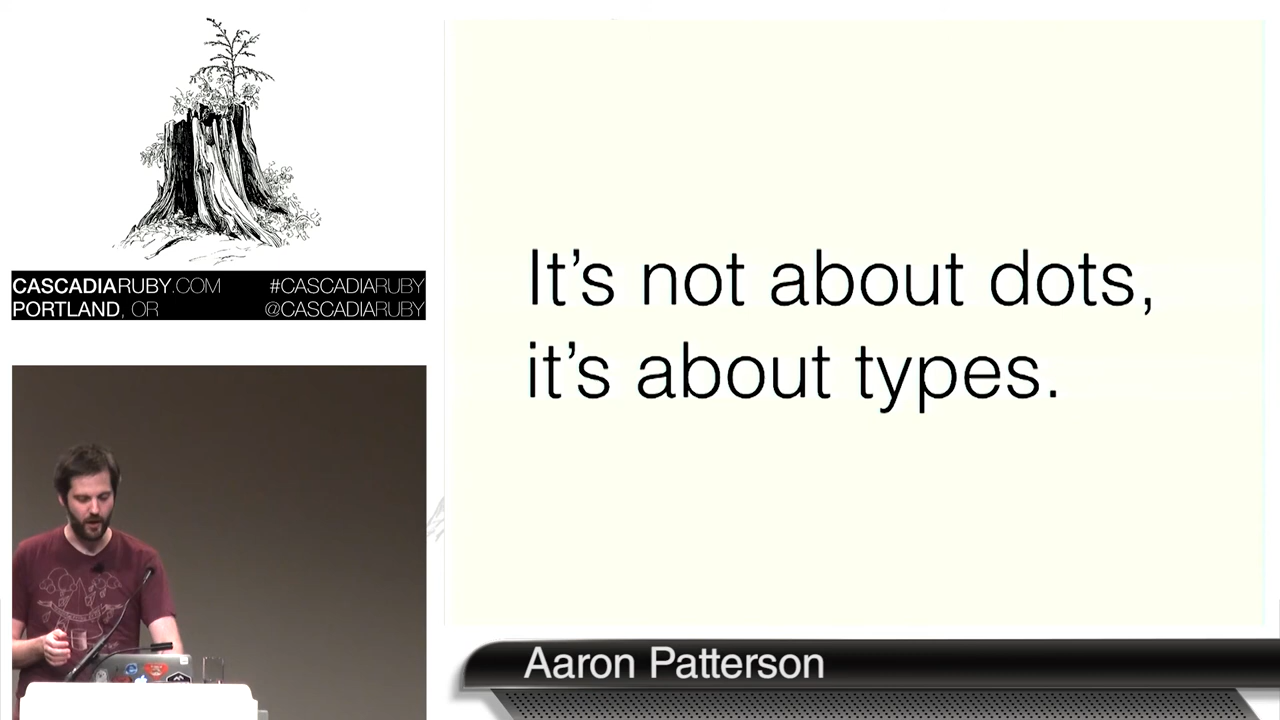 CASCADIARUBY.COM #CASCADIARUBY
PORTLAND, OR @CASCADIARUBY
It’s not about dots,
it’s about types.
Aaron Patterson